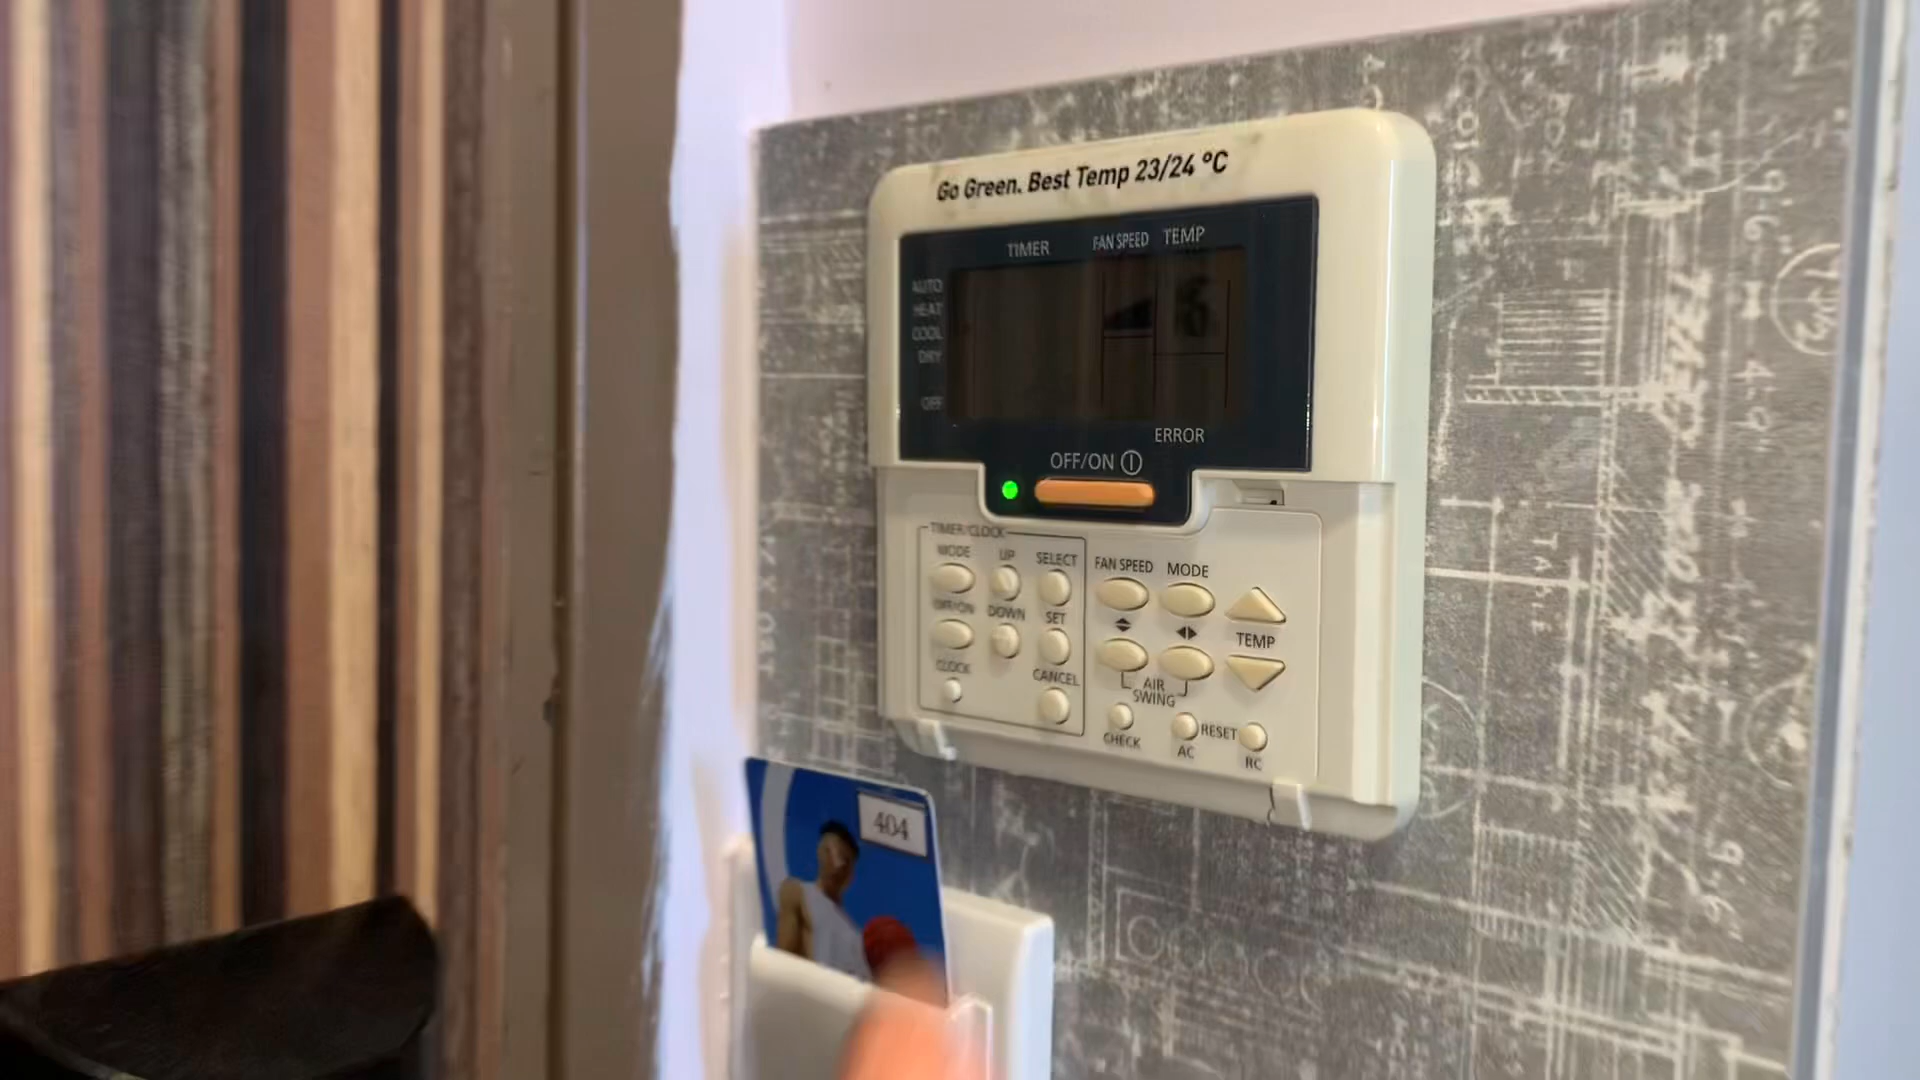 Go Green. Best Temp 23/24 °C
TIMER FAN SPEED TEMP
AUTO
HEAT
COOL
DRY
OFF
ERROR
OFF/ON
TIMER/CLOCK
MODE UP SELECT
FAN SPEED MODE
OFF/ON DOWN SET
TEMP
CLOCK CANCEL
AIR
SWING
CHECK AC RESET RC
404